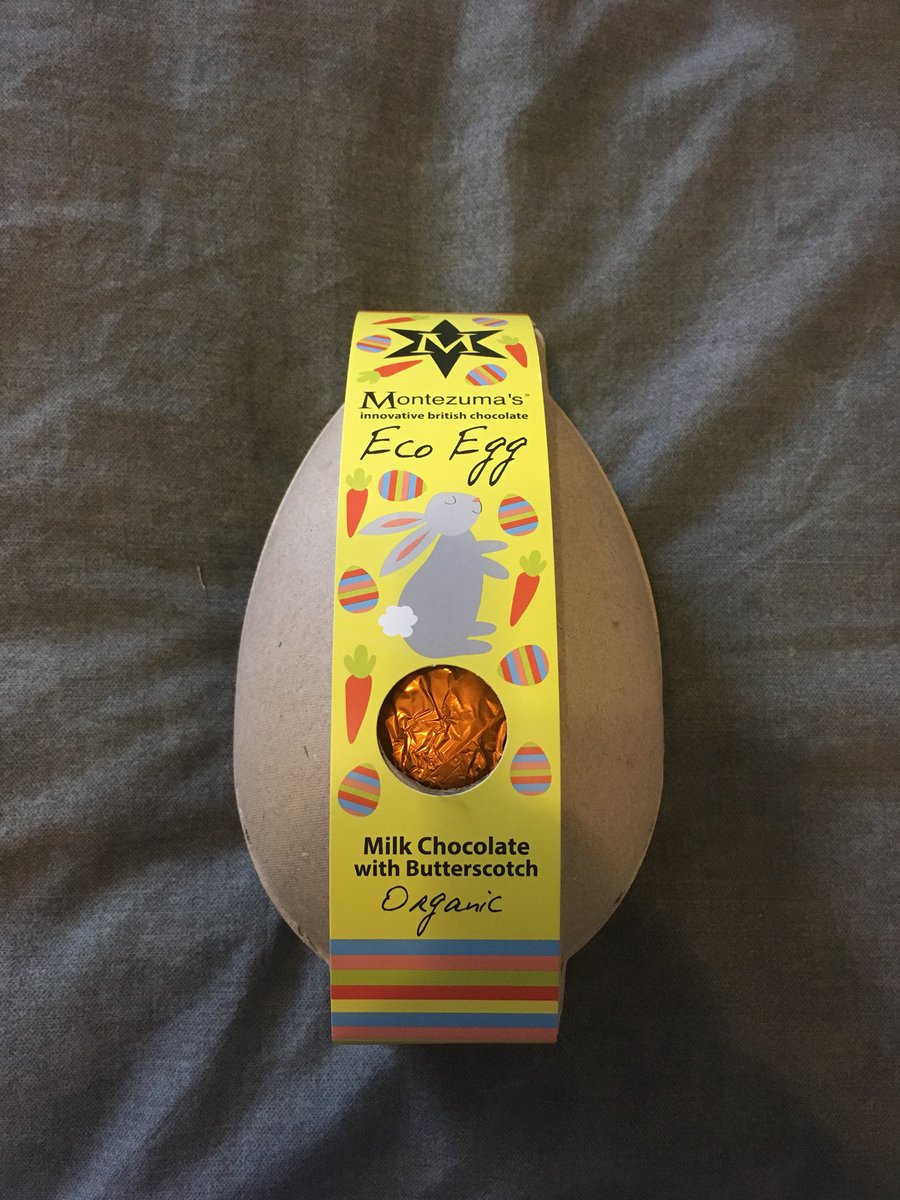 M
Montezuma's®
innovative british chocolate
Eco Egg
Milk Chocolate
with Butterscotch
Organic